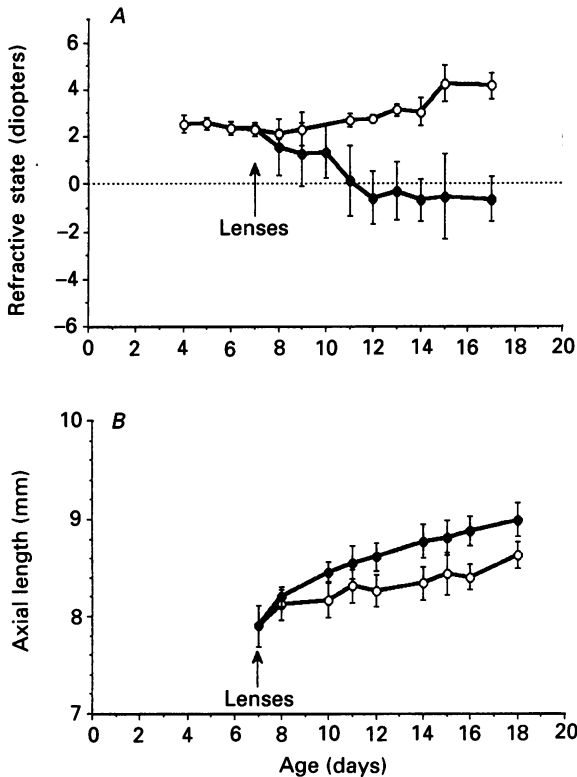 A
Refractive state (diopters)
6
4
2
0
−2
−4
−6
Lenses
0 2 4 6 8 10 12 14 16 18 20
B
Axial length (mm)
10
9
8
7
Lenses
0 2 4 6 8 10 12 14 16 18 20
Age (days)